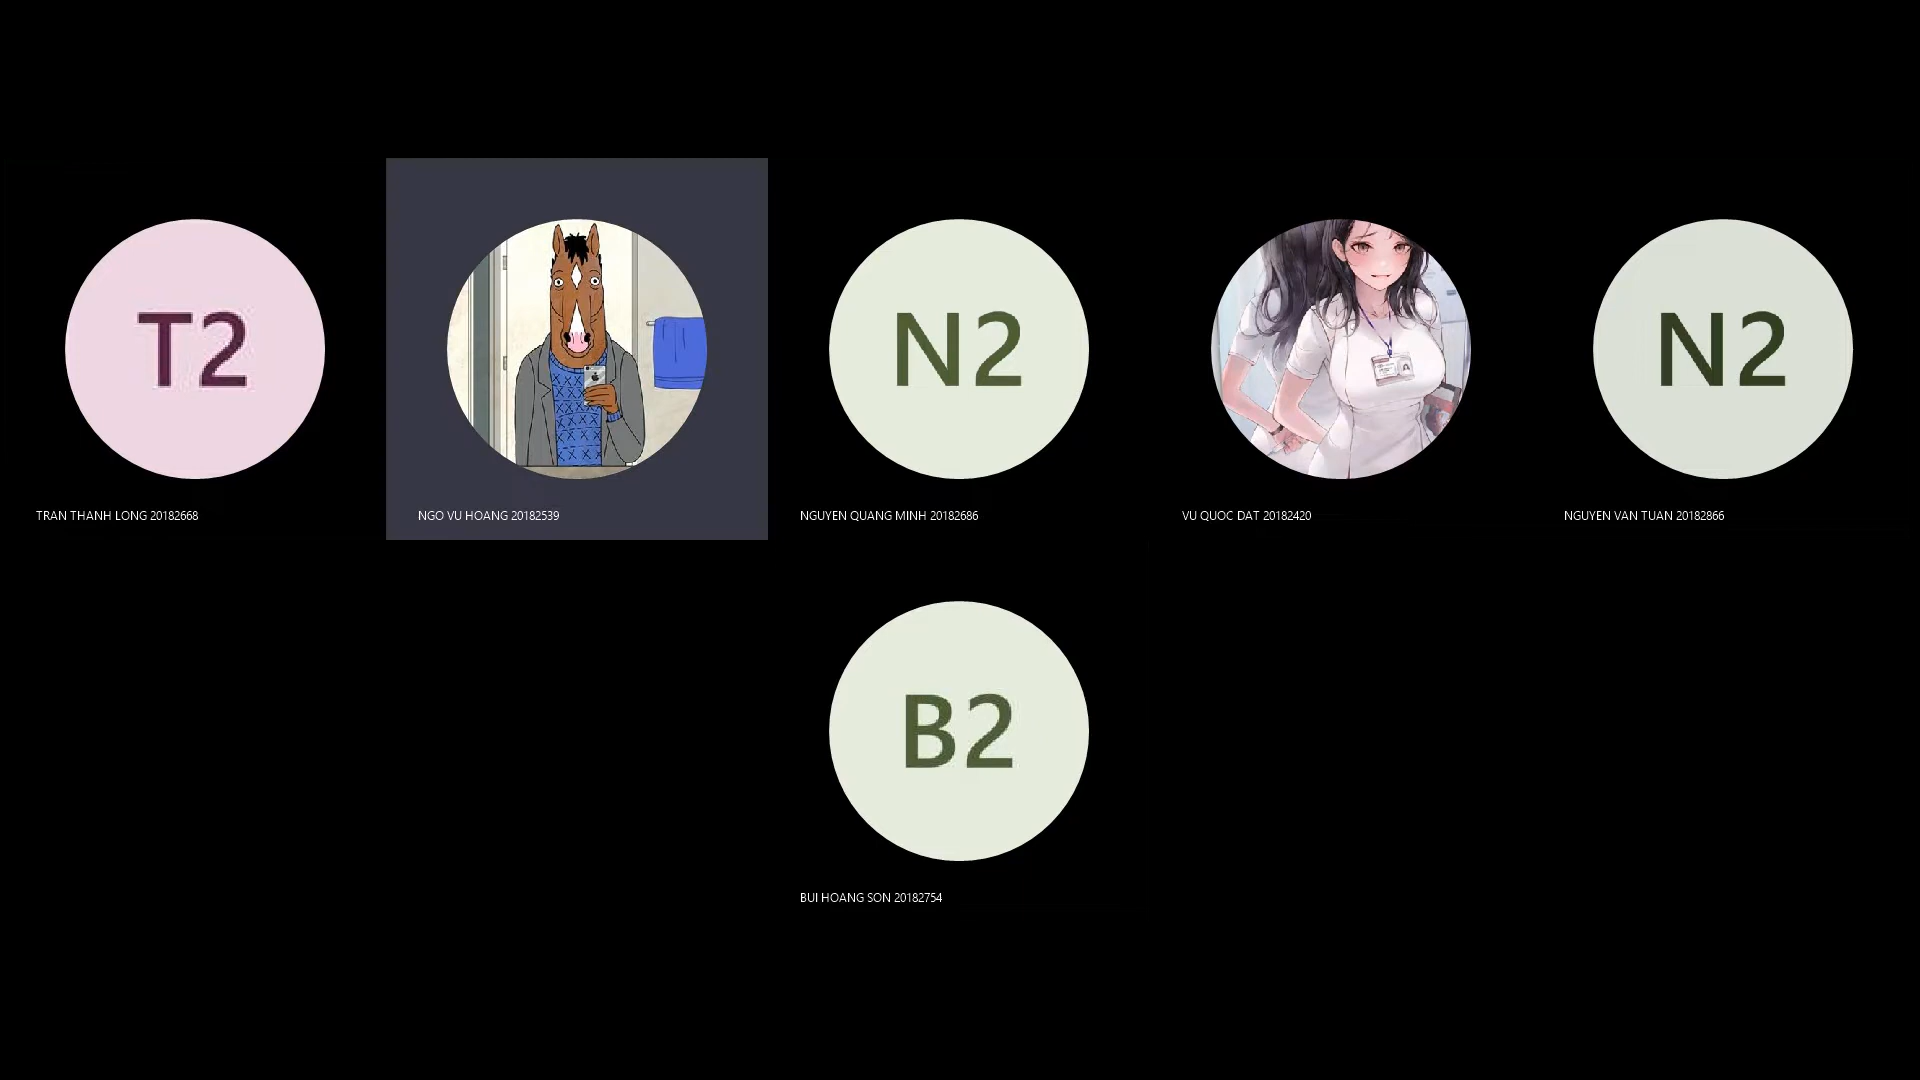 T2
N2
N2
TRAN THANH LONG 20182668
NGO VU HOANG 20182539
NGUYEN QUANG MINH 20182686
VU QUOC DAT 20182420
NGUYEN VAN TUAN 20182866
B2
BUI HOANG SON 20182754